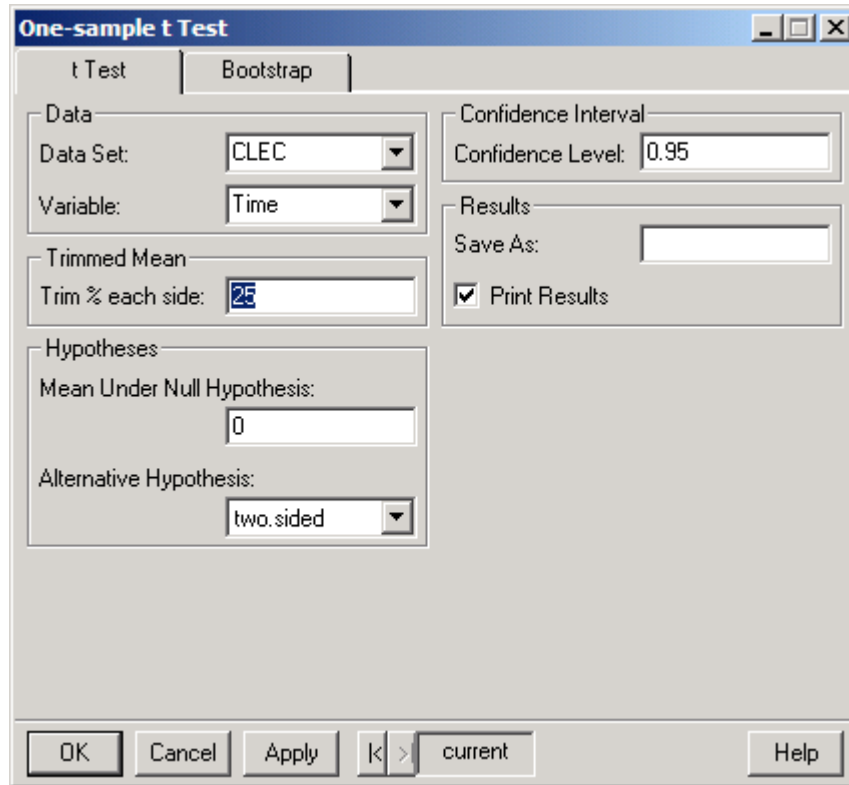 One-sample t Test
t Test
Bootstrap
Data
Data Set: CLEC
Variable: Time
Trimmed Mean
Trim % each side: 25
Hypotheses
Mean Under Null Hypothesis:
0
Alternative Hypothesis:
two.sided
Confidence Interval
Confidence Level: 0.95
Results
Save As:
Print Results
OK
Cancel
Apply
current
Help